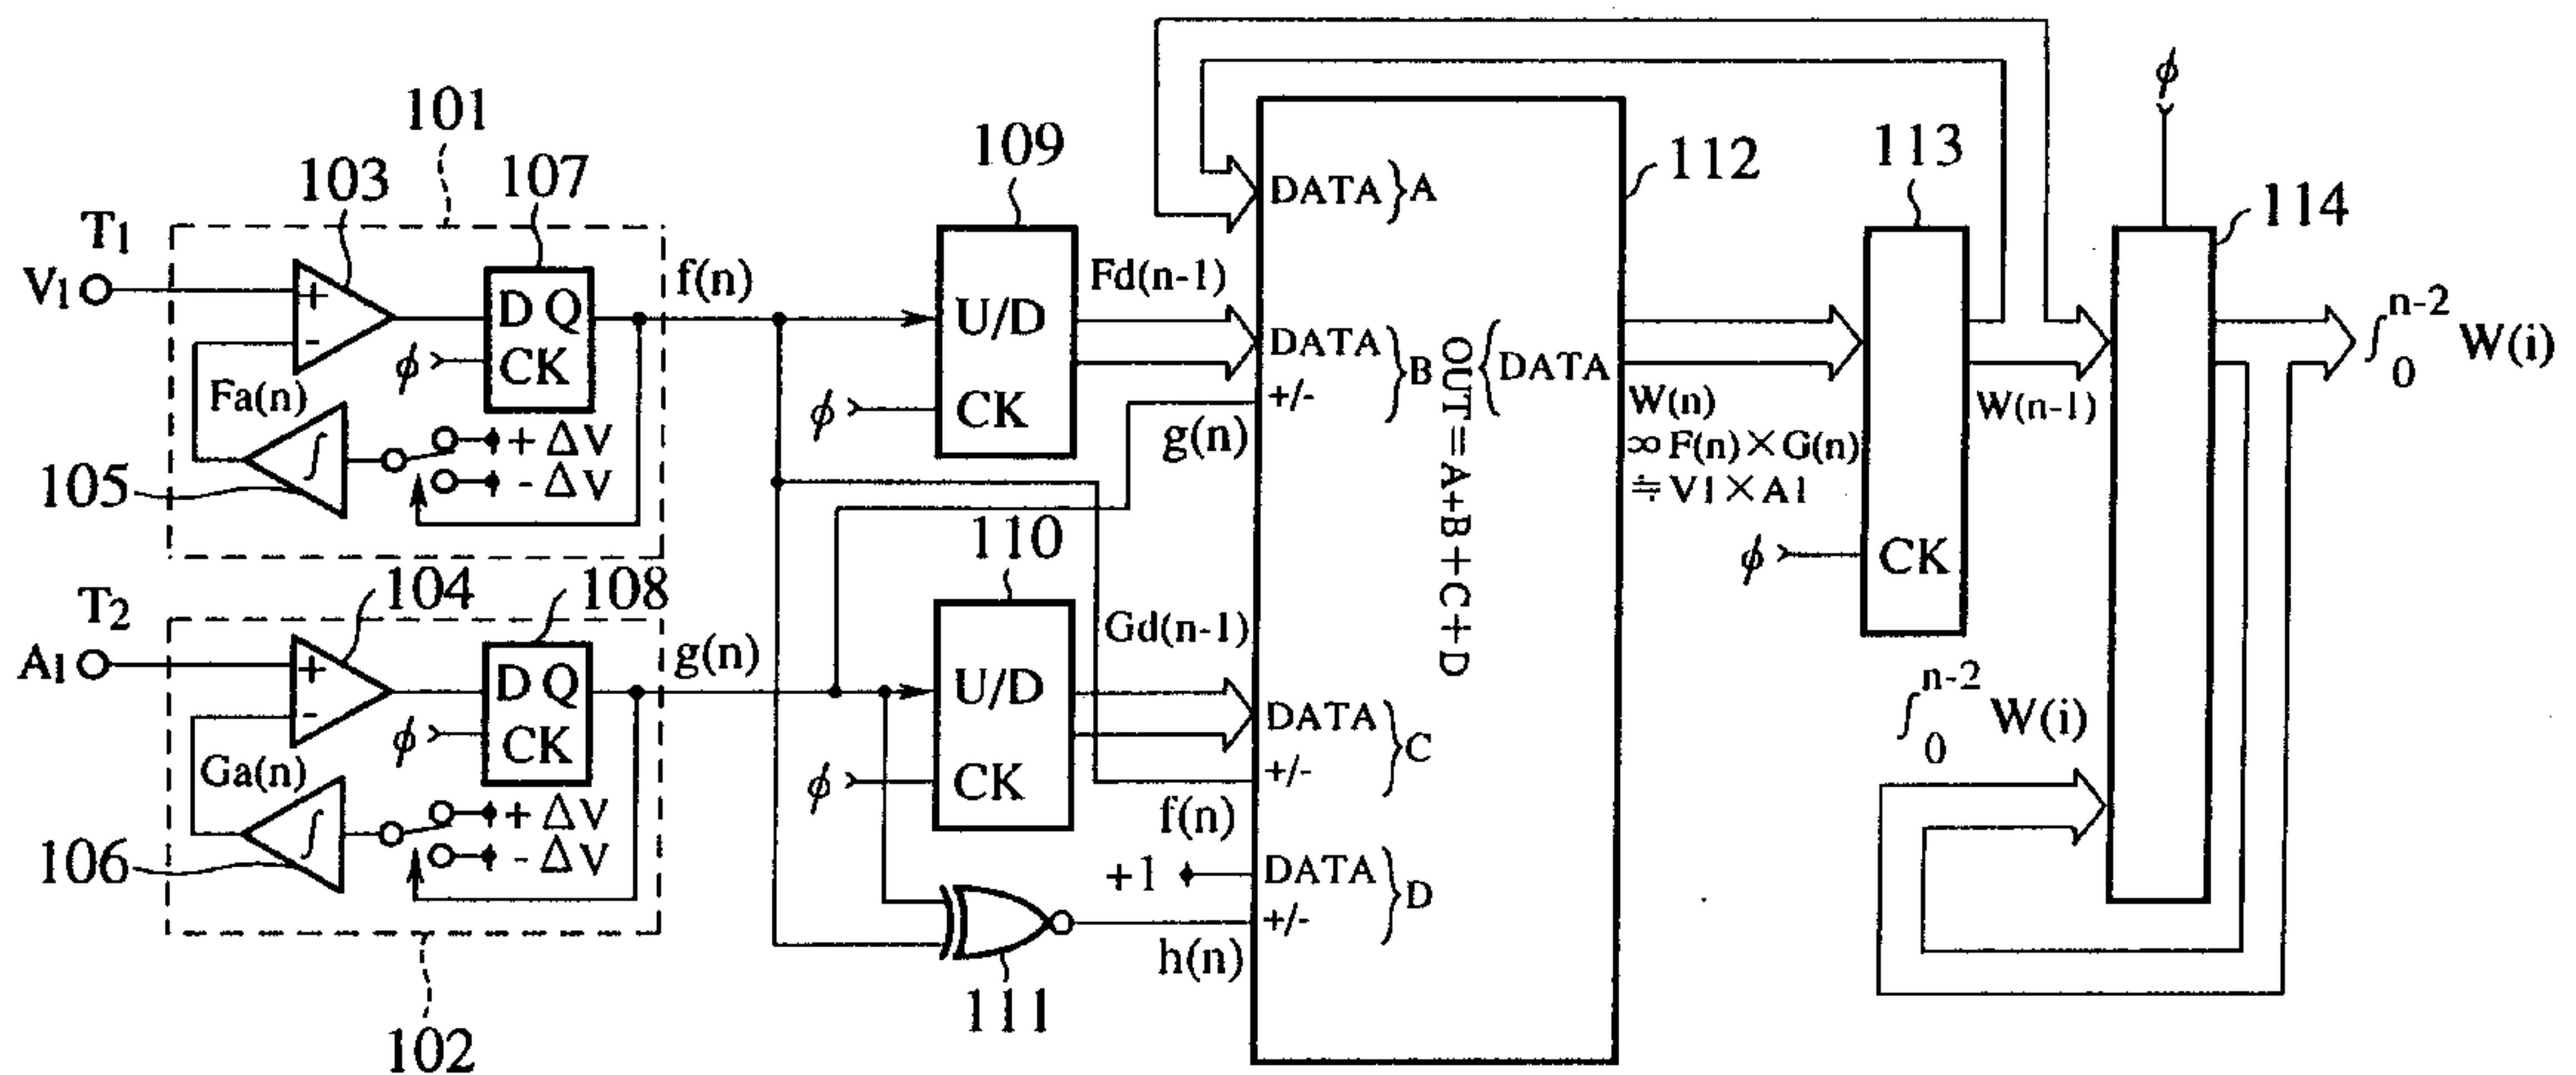 101
103
107
T1
V1
+
-
D Q
CK
ϕ
f(n)
Fa(n)
∫
+ ΔV
- ΔV
105
T2
A1
104
108
+
-
D Q
CK
ϕ
g(n)
Ga(n)
∫
+ ΔV
- ΔV
106
102
109
U/D
CK
ϕ
Fd(n-1)
g(n)
110
U/D
CK
ϕ
Gd(n-1)
f(n)
+1
h(n)
111
112
DATA}A
DATA
+/-
}B
DATA
+/-
}C
DATA
+/-
}D
OUT=A+B+C+D
{DATA
W(n)
∞F(n)×G(n)
≒V1×A1
113
CK
ϕ
W(n-1)
ϕ
114
∫₀ⁿ⁻² W(i)
∫₀ⁿ⁻² W(i)